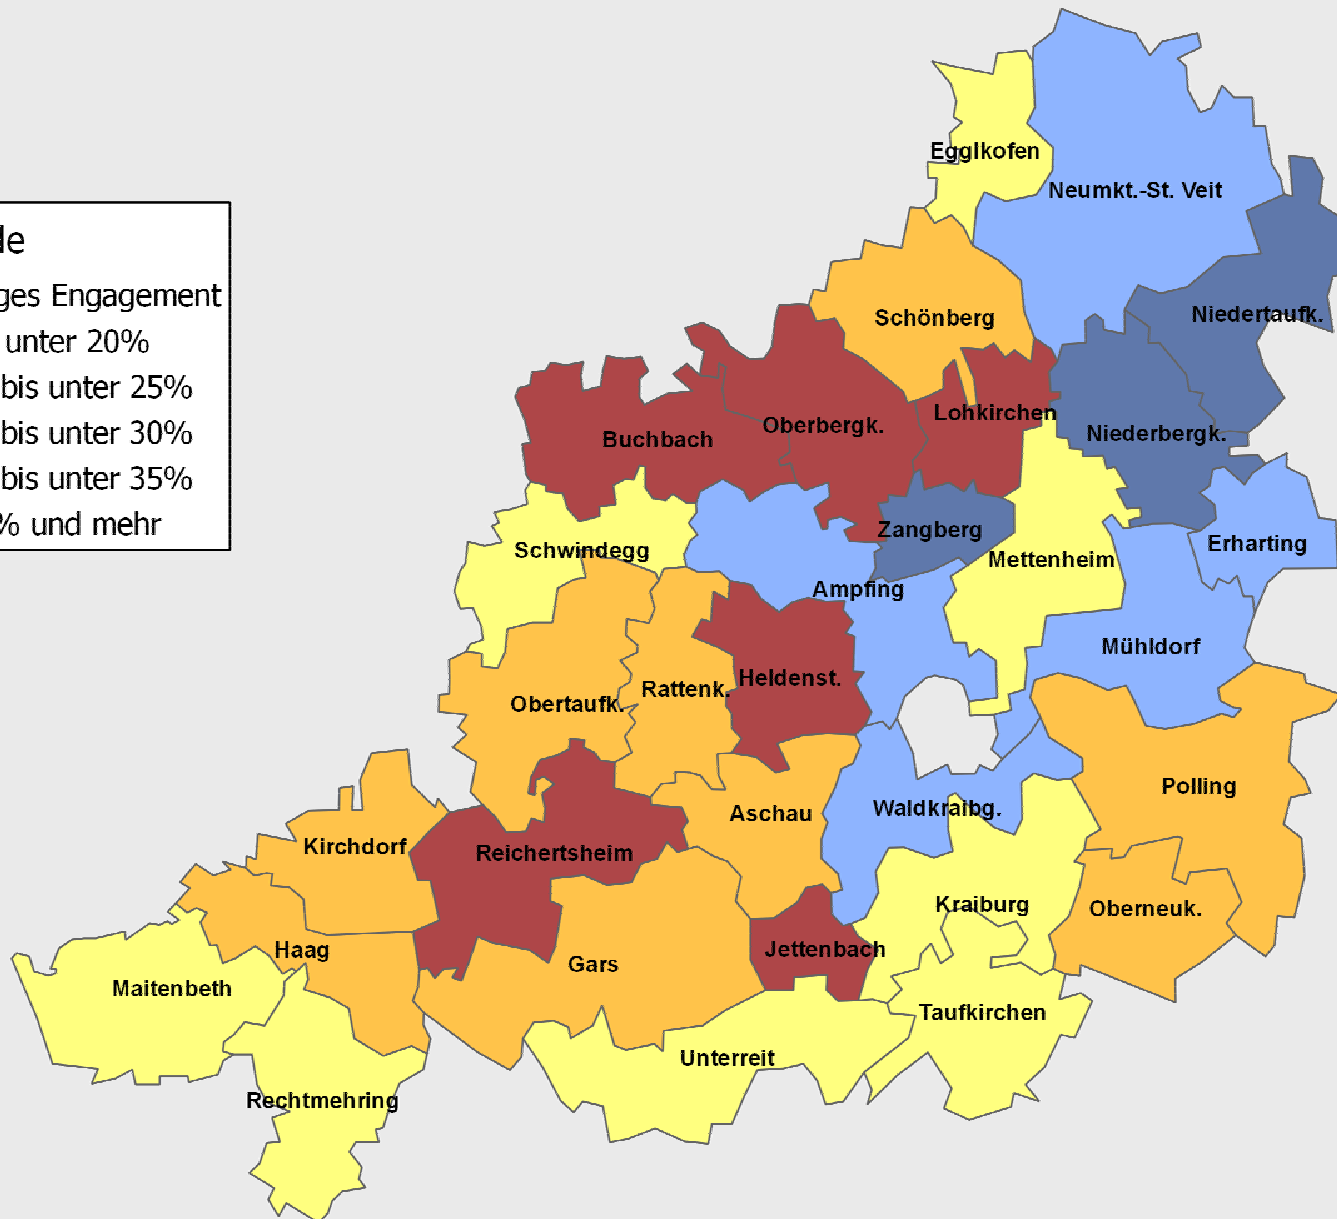 de
ges Engagement
unter 20%
bis unter 25%
bis unter 30%
bis unter 35%
% und mehr
Egglkofen
Neumkt.-St. Veit
Niedertaufk.
Schönberg
Lohkirchen
Oberbergk.
Niederbergk.
Buchbach
Zangberg
Erharting
Schwindegg
Mettenheim
Ampfing
Mühldorf
Heldenst.
Rattenk.
Obertaufk.
Polling
Waldkraibg.
Aschau
Kirchdorf
Reichertsheim
Kraiburg
Oberneuk.
Haag
Jettenbach
Gars
Maitenbeth
Taufkirchen
Unterreit
Rechtmehring